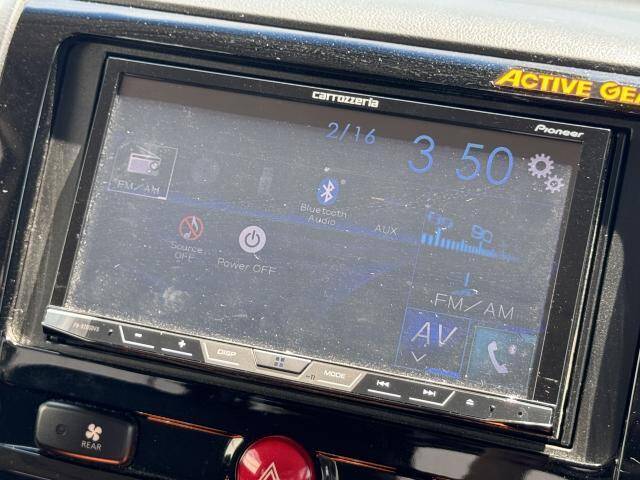 ACTIVE GEA
carrozzeria
Pioneer
2/16
3 50
FM/AM
Bluetooth
Audio
AUX
Source
OFF
Power OFF
FM/AM
AV
DISP
MODE
REAR